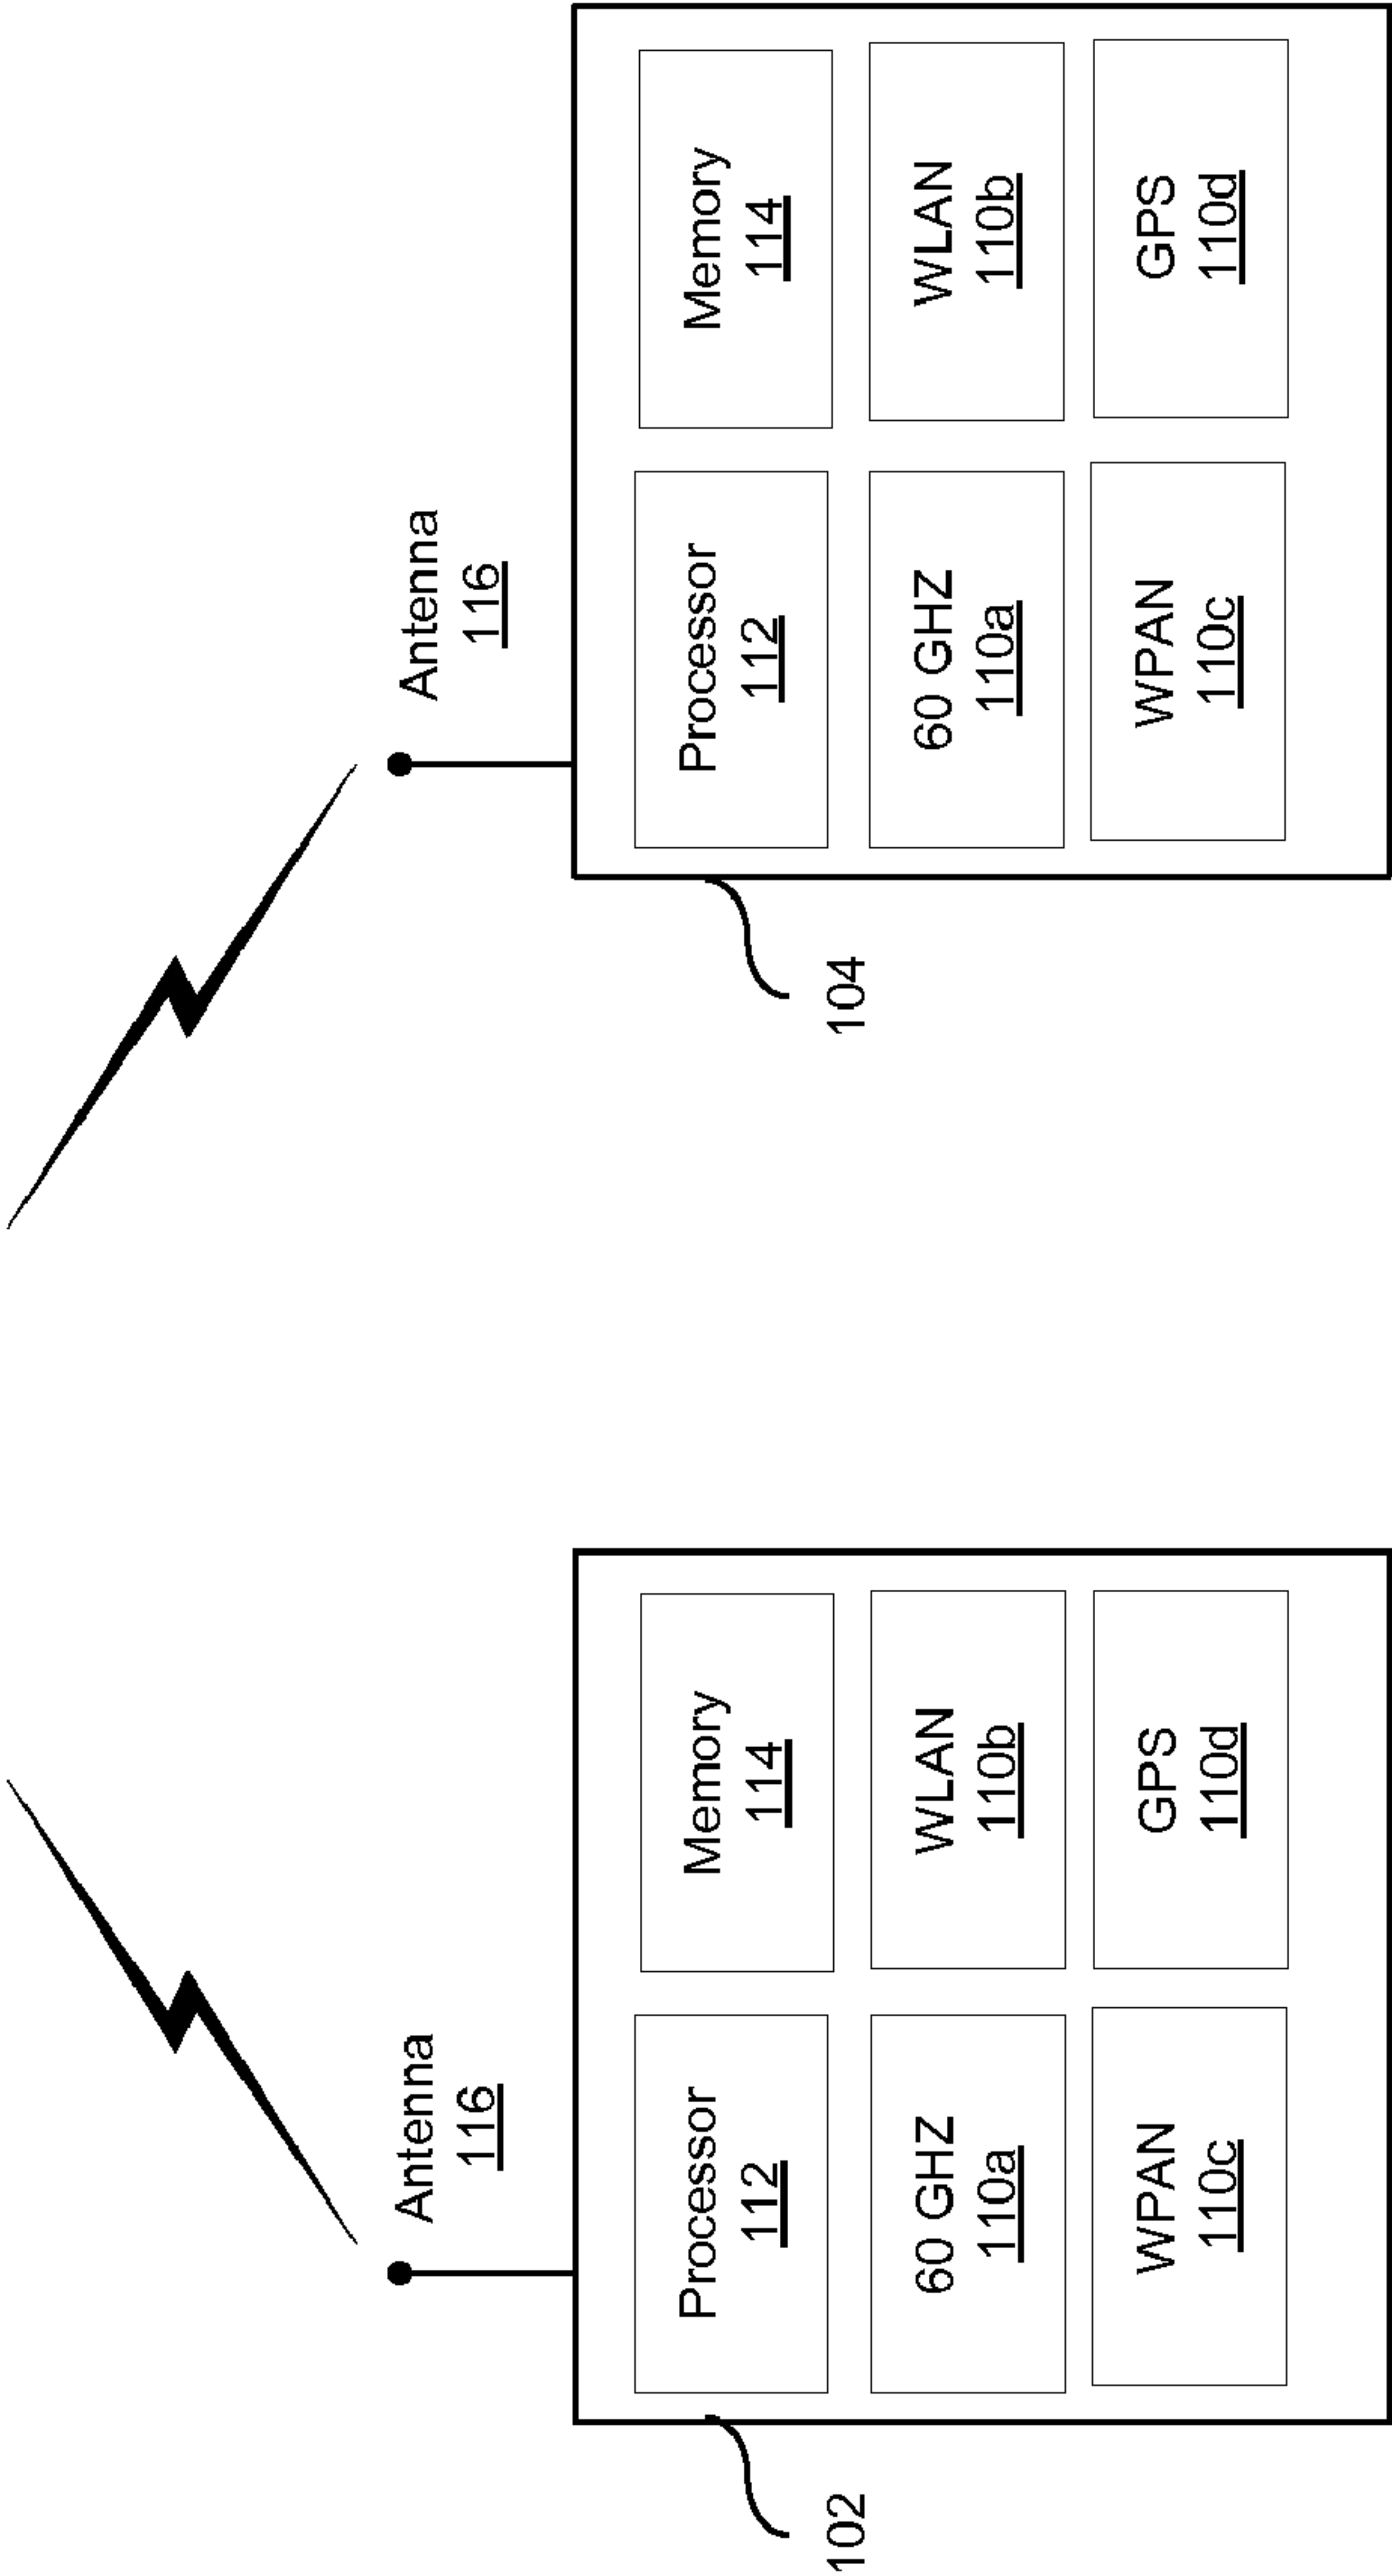 Antenna
116
Processor
112
Memory
114
60 GHZ
110a
WLAN
110b
WPAN
110c
GPS
110d
102
Antenna
116
Processor
112
Memory
114
60 GHZ
110a
WLAN
110b
WPAN
110c
GPS
110d
104